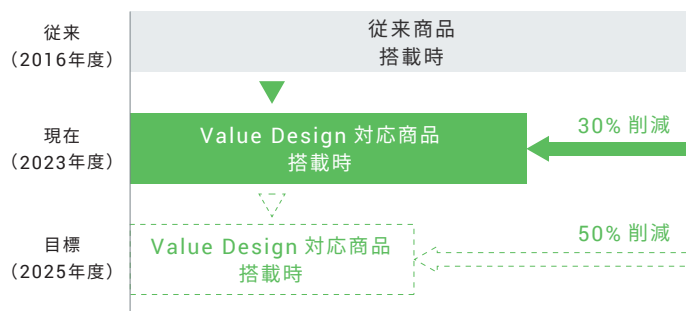 従来
（2016年度）
従来商品
搭載時
現在
（2023年度）
Value Design 対応商品
搭載時
30% 削減
目標
（2025年度）
Value Design 対応商品
搭載時
50% 削減